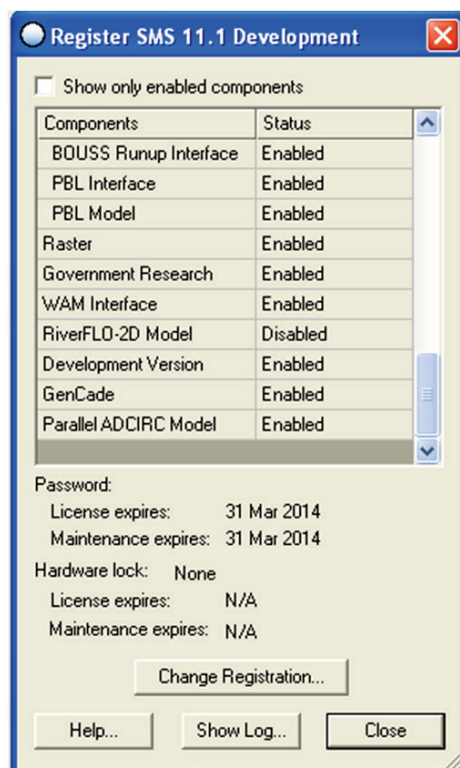 Register SMS 11.1 Development
Show only enabled components
Components Status
BOUSS Runup Interface Enabled
PBL Interface Enabled
PBL Model Enabled
Raster Enabled
Government Research Enabled
WAM Interface Enabled
RiverFLO-2D Model Disabled
Development Version Enabled
GenCade Enabled
Parallel ADCIRC Model Enabled
Password:
License expires: 31 Mar 2014
Maintenance expires: 31 Mar 2014
Hardware lock: None
License expires: N/A
Maintenance expires: N/A
Change Registration...
Help... Show Log... Close